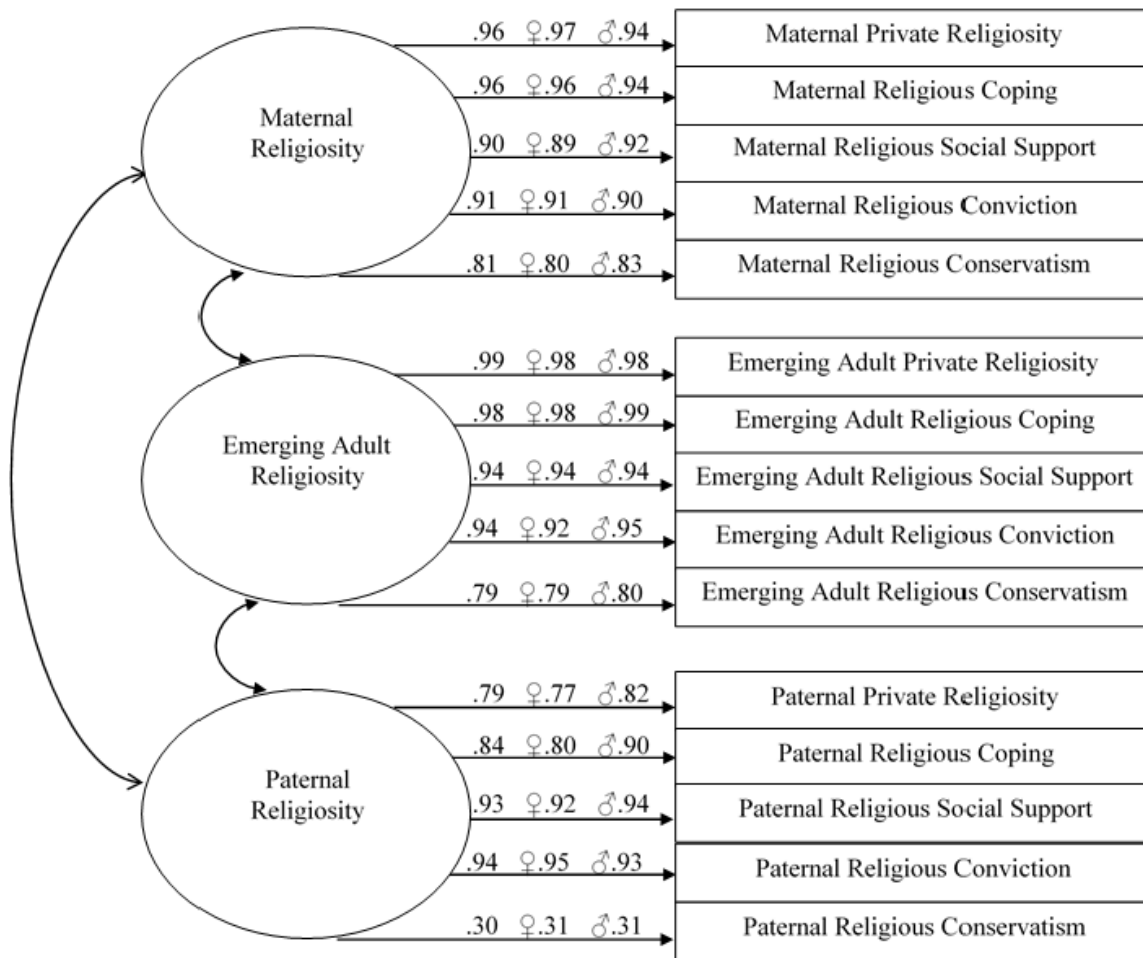 .96 ♀.97 ♂.94 Maternal Private Religiosity
Maternal
Religiosity
.96 ♀.96 ♂.94 Maternal Religious Coping
.90 ♀.89 ♂.92 Maternal Religious Social Support
.91 ♀.91 ♂.90 Maternal Religious Conviction
.81 ♀.80 ♂.83 Maternal Religious Conservatism
.99 ♀.98 ♂.98 Emerging Adult Private Religiosity
Emerging Adult
Religiosity
.98 ♀.98 ♂.99 Emerging Adult Religious Coping
.94 ♀.94 ♂.94 Emerging Adult Religious Social Support
.94 ♀.92 ♂.95 Emerging Adult Religious Conviction
.79 ♀.79 ♂.80 Emerging Adult Religious Conservatism
.79 ♀.77 ♂.82 Paternal Private Religiosity
Paternal
Religiosity
.84 ♀.80 ♂.90 Paternal Religious Coping
.93 ♀.92 ♂.94 Paternal Religious Social Support
.94 ♀.95 ♂.93 Paternal Religious Conviction
.30 ♀.31 ♂.31 Paternal Religious Conservatism